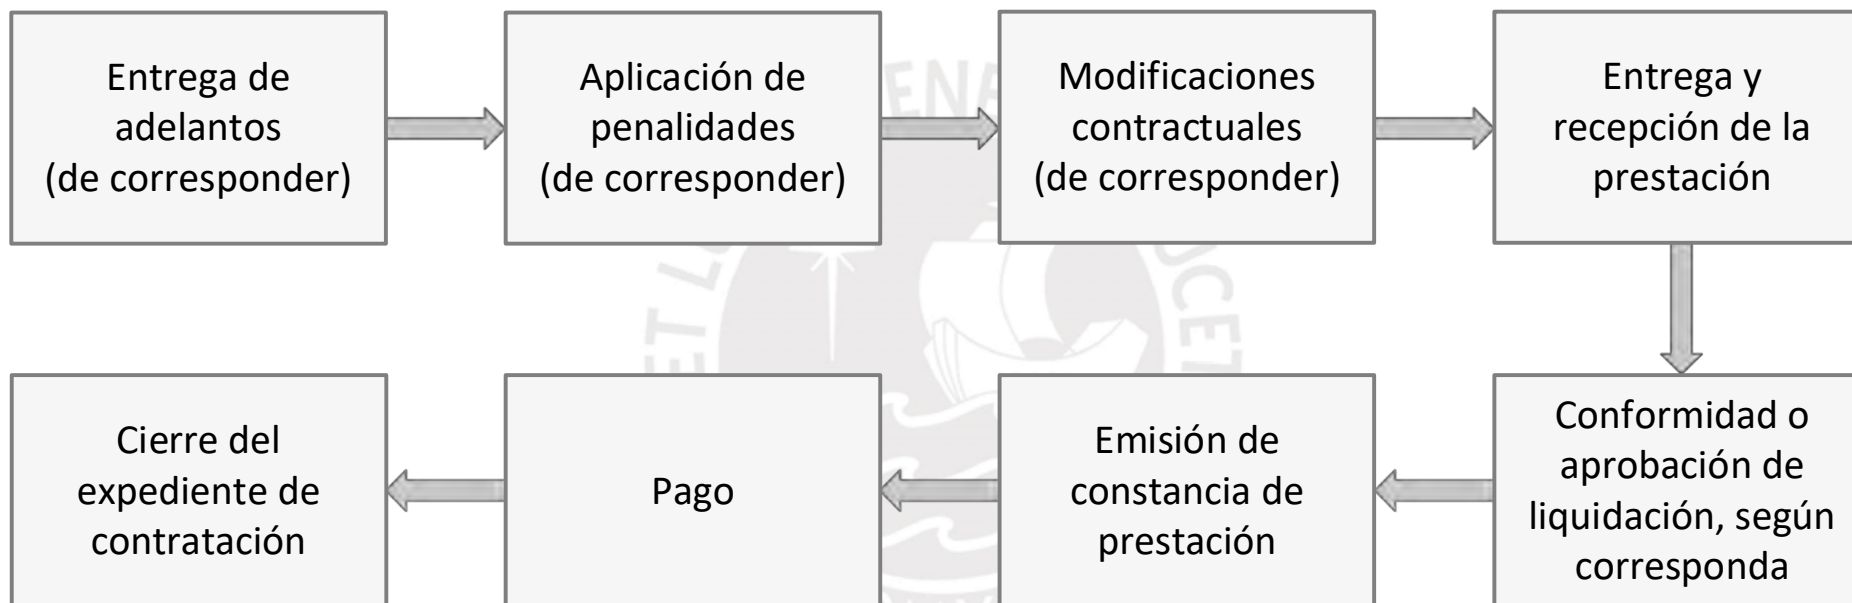 Entrega de
adelantos
(de corresponder)
Aplicación de
penalidades
(de corresponder)
Modificaciones
contractuales
(de corresponder)
Entrega y
recepción de la
prestación
Conformidad o
aprobación de
liquidación, según
corresponda
Emisión de
constancia de
prestación
Pago
Cierre del
expediente de
contratación